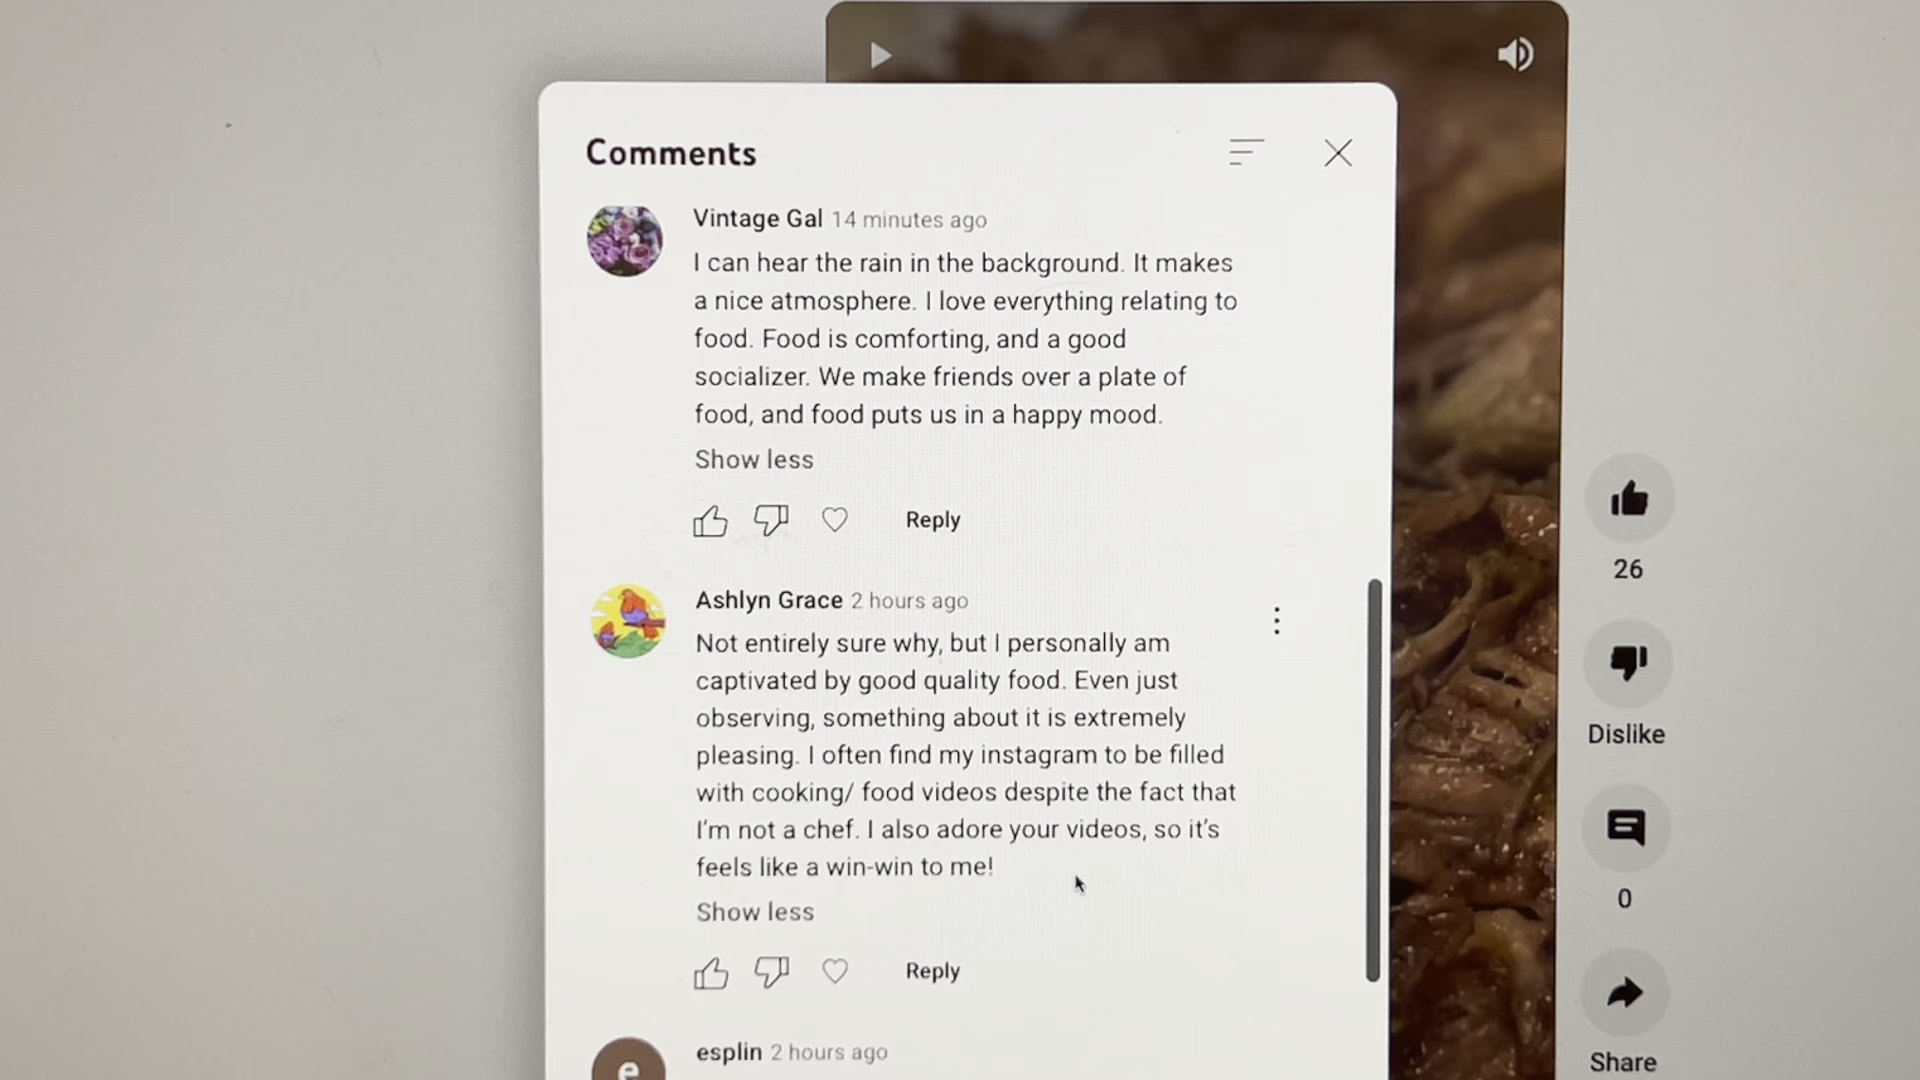 Comments
Vintage Gal 14 minutes ago
I can hear the rain in the background. It makes
a nice atmosphere. I love everything relating to
food. Food is comforting, and a good
socializer. We make friends over a plate of
food, and food puts us in a happy mood.
Show less
Reply
26
Ashlyn Grace 2 hours ago
Not entirely sure why, but I personally am
captivated by good quality food. Even just
observing, something about it is extremely
pleasing. I often find my instagram to be filled
with cooking/ food videos despite the fact that
I'm not a chef. I also adore your videos, so it's
feels like a win-win to me!
Show less
Reply
Dislike
0
e
esplin 2 hours ago
Share